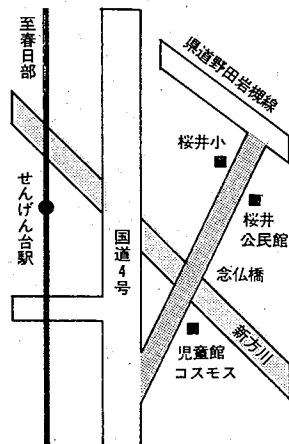 至春日部
県道野田岩槻線
桜井小
せんげん台駅
桜井
公民館
国道4号
念仏橋
新方川
児童館
コスモス